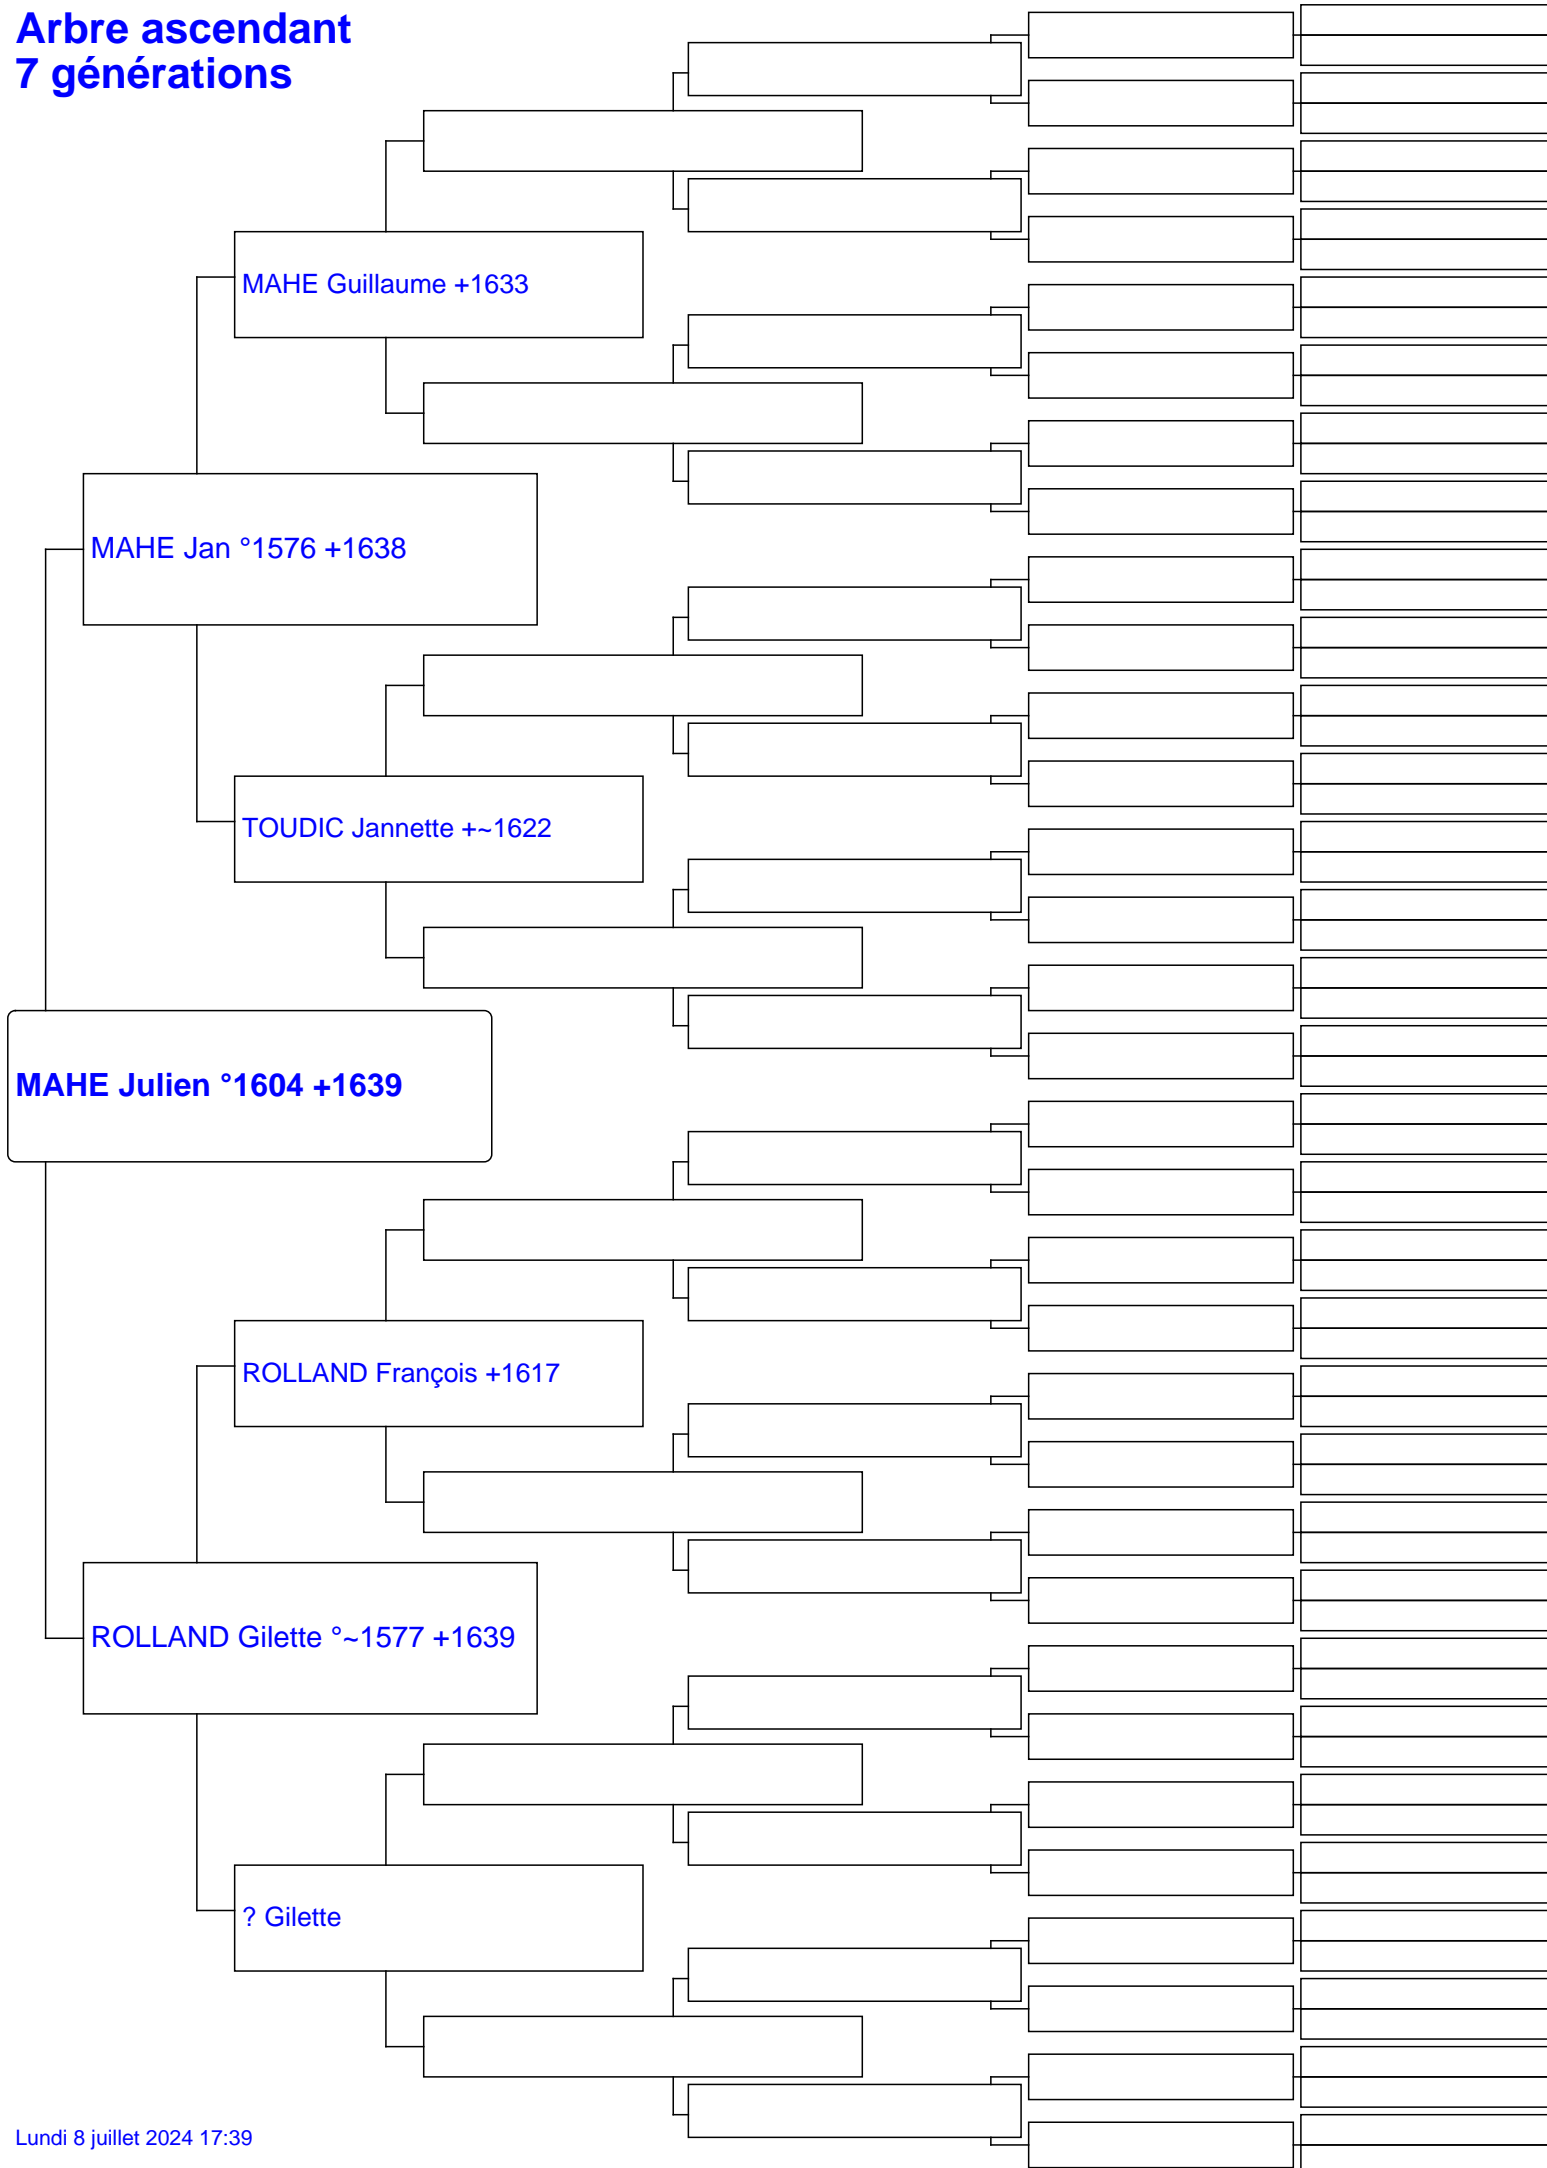 Arbre ascendant
7 générations
MAHE Guillaume +1633
MAHE Jan °1576 +1638
TOUDIC Jannette +~1622
MAHE Julien °1604 +1639
ROLLAND François +1617
ROLLAND Gilette °~1577 +1639
? Gilette
Lundi 8 juillet 2024 17:39